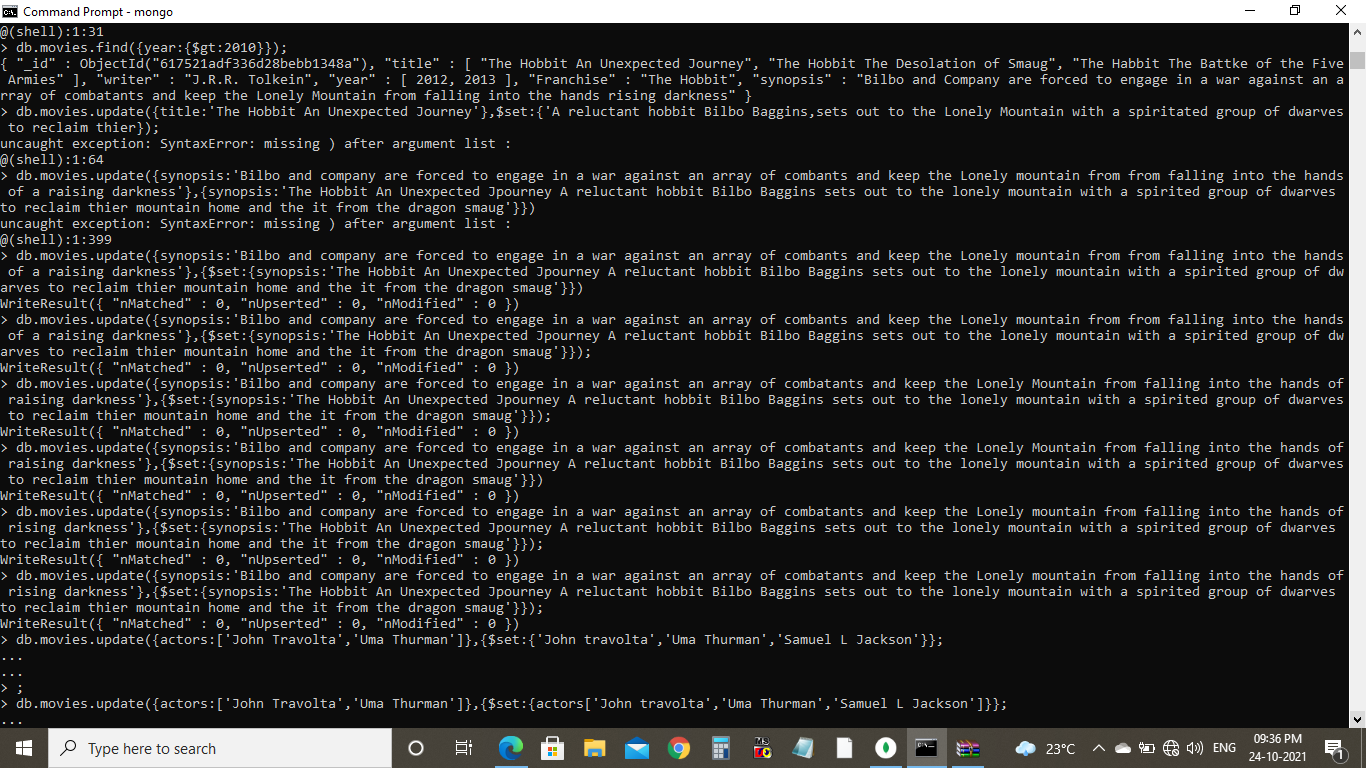 Command Prompt - mongo
@(shell):1:31
> db.movies.find({year:{$gt:2010}});
{ "_id" : ObjectId("617521adf336d28bebb1348a"), "title" : [ "The Hobbit An Unexpected Journey", "The Hobbit The Desolation of Smaug", "The Habbit The Battke of the Five
 Armies" ], "writer" : "J.R.R. Tolkein", "year" : [ 2012, 2013 ], "Franchise" : "The Hobbit", "synopsis" : "Bilbo and Company are forced to engage in a war against an a
rray of combatants and keep the Lonely Mountain from falling into the hands rising darkness" }
> db.movies.update({title:'The Hobbit An Unexpected Journey'},$set:{'A reluctant hobbit Bilbo Baggins,sets out to the Lonely Mountain with a spiritated group of dwarves
 to reclaim thier});
uncaught exception: SyntaxError: missing ) after argument list :
@(shell):1:64
> db.movies.update({synopsis:'Bilbo and company are forced to engage in a war against an array of combants and keep the Lonely mountain from from falling into the hands
 of a raising darkness'},{synopsis:'The Hobbit An Unexpected Jpourney A reluctant hobbit Bilbo Baggins sets out to the lonely mountain with a spirited group of dwarves
to reclaim thier mountain home and the it from the dragon smaug'}})
uncaught exception: SyntaxError: missing ) after argument list :
@(shell):1:399
> db.movies.update({synopsis:'Bilbo and company are forced to engage in a war against an array of combants and keep the Lonely mountain from from falling into the hands
 of a raising darkness'},{$set:{synopsis:'The Hobbit An Unexpected Jpourney A reluctant hobbit Bilbo Baggins sets out to the lonely mountain with a spirited group of dw
arves to reclaim thier mountain home and the it from the dragon smaug'}})
WriteResult({ "nMatched" : 0, "nUpserted" : 0, "nModified" : 0 })
> db.movies.update({synopsis:'Bilbo and company are forced to engage in a war against an array of combants and keep the Lonely mountain from from falling into the hands
 of a raising darkness'},{$set:{synopsis:'The Hobbit An Unexpected Jpourney A reluctant hobbit Bilbo Baggins sets out to the lonely mountain with a spirited group of dw
arves to reclaim thier mountain home and the it from the dragon smaug'}});
WriteResult({ "nMatched" : 0, "nUpserted" : 0, "nModified" : 0 })
> db.movies.update({synopsis:'Bilbo and company are forced to engage in a war against an array of combatants and keep the Lonely Mountain from falling into the hands of
 raising darkness'},{$set:{synopsis:'The Hobbit An Unexpected Jpourney A reluctant hobbit Bilbo Baggins sets out to the lonely mountain with a spirited group of dwarves
 to reclaim thier mountain home and the it from the dragon smaug'}});
WriteResult({ "nMatched" : 0, "nUpserted" : 0, "nModified" : 0 })
> db.movies.update({synopsis:'Bilbo and company are forced to engage in a war against an array of combatants and keep the Lonely Mountain from falling into the hands of
 raising darkness'},{$set:{synopsis:'The Hobbit An Unexpected Jpourney A reluctant hobbit Bilbo Baggins sets out to the lonely mountain with a spirited group of dwarves
 to reclaim thier mountain home and the it from the dragon smaug'}})
WriteResult({ "nMatched" : 0, "nUpserted" : 0, "nModified" : 0 })
> db.movies.update({synopsis:'Bilbo and company are forced to engage in a war against an array of combatants and keep the Lonely Mountain from falling into the hands of
 rising darkness'},{$set:{synopsis:'The Hobbit An Unexpected Jpourney A reluctant hobbit Bilbo Baggins sets out to the lonely mountain with a spirited group of dwarves
to reclaim thier mountain home and the it from the dragon smaug'}});
WriteResult({ "nMatched" : 0, "nUpserted" : 0, "nModified" : 0 })
> db.movies.update({synopsis:'Bilbo and company are forced to engage in a war against an array of combatants and keep the Lonely mountain from falling into the hands of
 rising darkness'},{$set:{synopsis:'The Hobbit An Unexpected Jpourney A reluctant hobbit Bilbo Baggins sets out to the lonely mountain with a spirited group of dwarves
to reclaim thier mountain home and the it from the dragon smaug'}});
WriteResult({ "nMatched" : 0, "nUpserted" : 0, "nModified" : 0 })
> db.movies.update({actors:['John Travolta','Uma Thurman']},{$set:{'John travolta','Uma Thurman','Samuel L Jackson'}};
...
...
> ;
> db.movies.update({actors:['John Travolta','Uma Thurman']},{$set:{actors['John travolta','Uma Thurman','Samuel L Jackson']}};
...
Type here to search
23°C
ENG
09:36 PM
24-10-2021
1